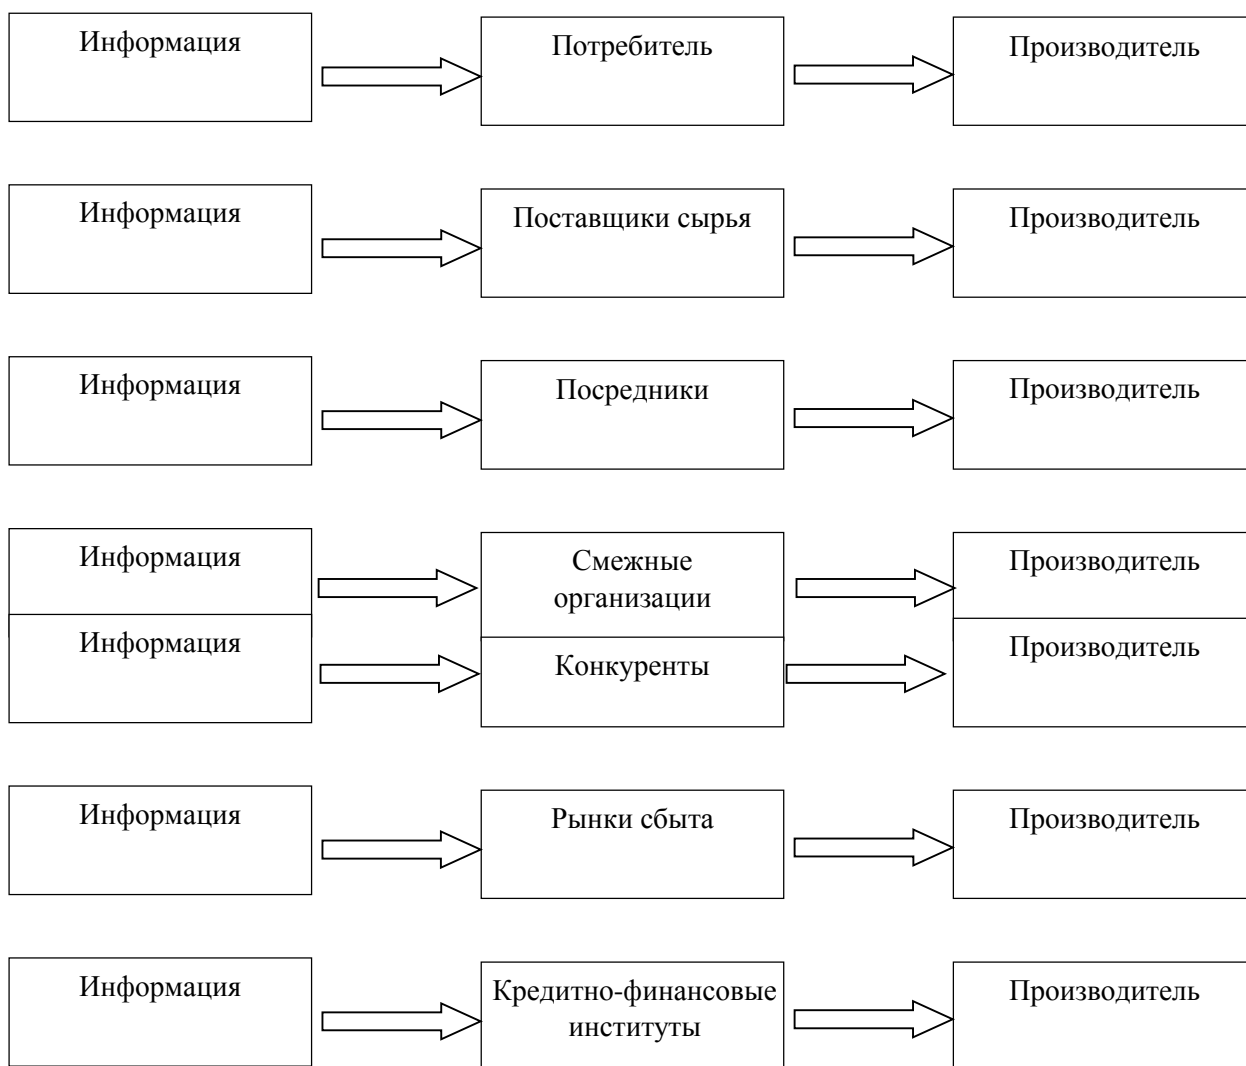 Информация
Потребитель
Производитель
Информация
Поставщики сырья
Производитель
Информация
Посредники
Производитель
Информация
Смежные
организации
Производитель
Информация
Конкуренты
Производитель
Информация
Рынки сбыта
Производитель
Информация
Кредитно-финансовые
институты
Производитель